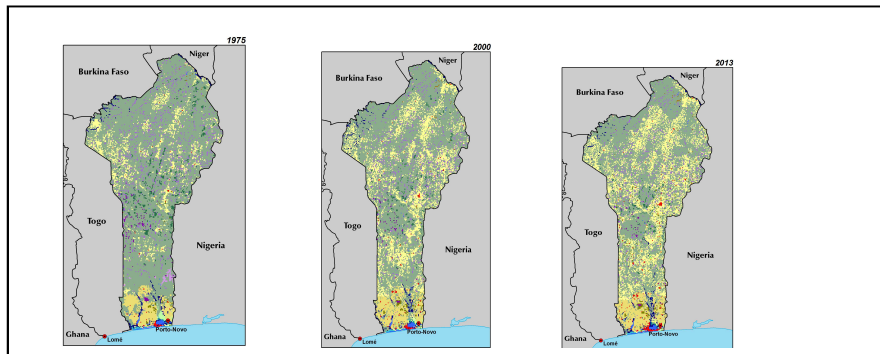 1975
Niger
Burkina Faso
Togo
Nigeria
Ghana
Lomé
Porto-Novo
2000
Niger
Burkina Faso
Togo
Nigeria
Ghana
Lomé
Porto-Novo
2013
Niger
Burkina Faso
Togo
Nigeria
Ghana
Lomé
Porto-Novo